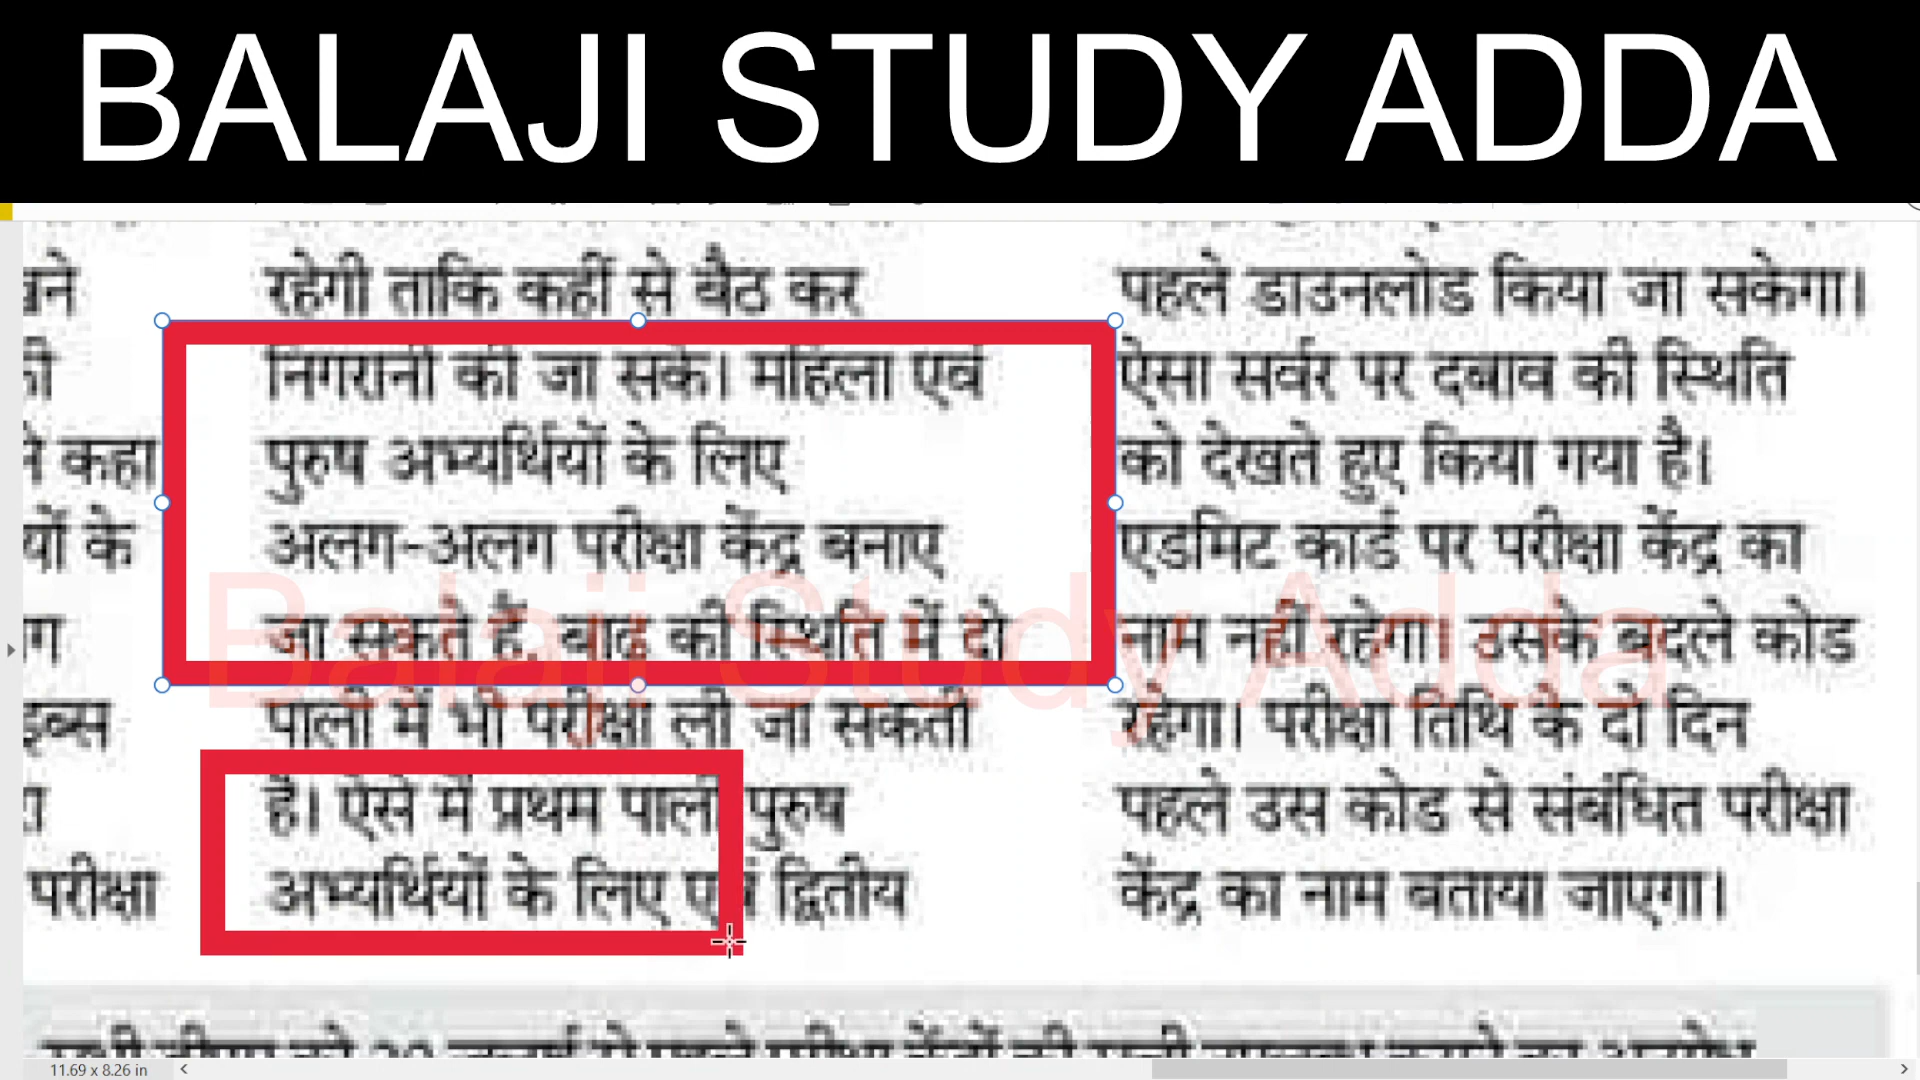 BALAJI STUDY ADDA
रहेगी ताकि कहीं से बैठ कर
निगरानी की जा सके। महिला एवं
पुरुष अभ्यर्थियों के लिए
अलग-अलग परीक्षा केंद्र बनाए
जा सकते हैं, बाढ़ की स्थिति में दो
पाली में भी परीक्षा ली जा सकती
है। ऐसे में प्रथम पाली पुरुष
अभ्यर्थियों के लिए एवं द्वितीय
पहले डाउनलोड किया जा सकेगा।
ऐसा सर्वर पर दबाव की स्थिति
को देखते हुए किया गया है।
एडमिट कार्ड पर परीक्षा केंद्र का
नाम नहीं रहेगा। उसके बदले कोड
रहेगा। परीक्षा तिथि के दो दिन
पहले उस कोड से संबंधित परीक्षा
केंद्र का नाम बताया जाएगा।
कहा
के
परीक्षा
Balaji Study Adda
11.69 x 8.26 in